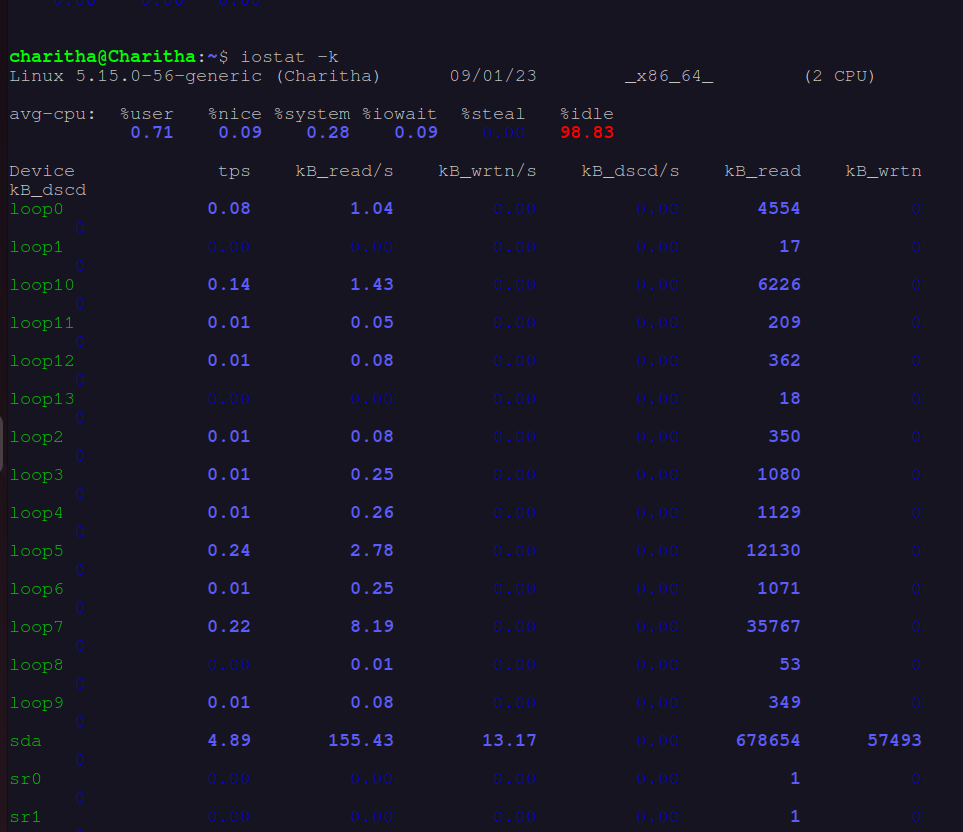 0.00 0.00 0.00
charitha@Charitha:~$ iostat -k
Linux 5.15.0-56-generic (Charitha) 09/01/23 _x86_64_ (2 CPU)
avg-cpu: %user %nice %system %iowait %steal %idle
0.71 0.09 0.28 0.09 0.00 98.83
Device tps kB_read/s kB_wrtn/s kB_dscd/s kB_read kB_wrtn
kB_dscd
loop0 0.08 1.04 0.00 0.00 4554 0
0
loop1 0.00 0.00 0.00 0.00 17 0
0
loop10 0.14 1.43 0.00 0.00 6226 0
0
loop11 0.01 0.05 0.00 0.00 209 0
0
loop12 0.01 0.08 0.00 0.00 362 0
0
loop13 0.00 0.00 0.00 0.00 18 0
0
loop2 0.01 0.08 0.00 0.00 350 0
0
loop3 0.01 0.25 0.00 0.00 1080 0
0
loop4 0.01 0.26 0.00 0.00 1129 0
0
loop5 0.24 2.78 0.00 0.00 12130 0
0
loop6 0.01 0.25 0.00 0.00 1071 0
0
loop7 0.22 8.19 0.00 0.00 35767 0
0
loop8 0.00 0.01 0.00 0.00 53 0
0
loop9 0.01 0.08 0.00 0.00 349 0
0
sda 4.89 155.43 13.17 0.00 678654 57493
0
sr0 0.00 0.00 0.00 0.00 1 0
0
sr1 0.00 0.00 0.00 0.00 1 0